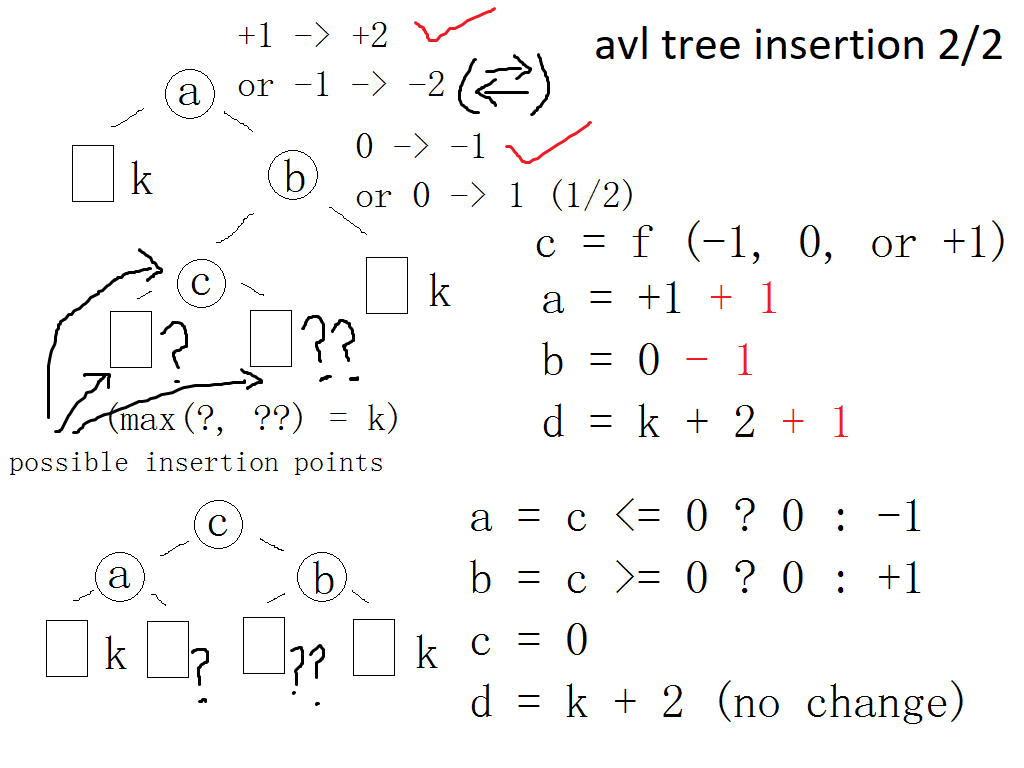 avl tree insertion 2/2
+1 -> +2
or -1 -> -2
a
0 -> -1
or 0 -> 1 (1/2)
k
b
c = f (-1, 0, or +1)
c
k
a = +1 + 1
? ??
b = 0 - 1
(max(?, ??) = k)
d = k + 2 + 1
possible insertion points
c
a = c <= 0 ? 0 : -1
a b
b = c >= 0 ? 0 : +1
k ? ?? k
c = 0
d = k + 2 (no change)